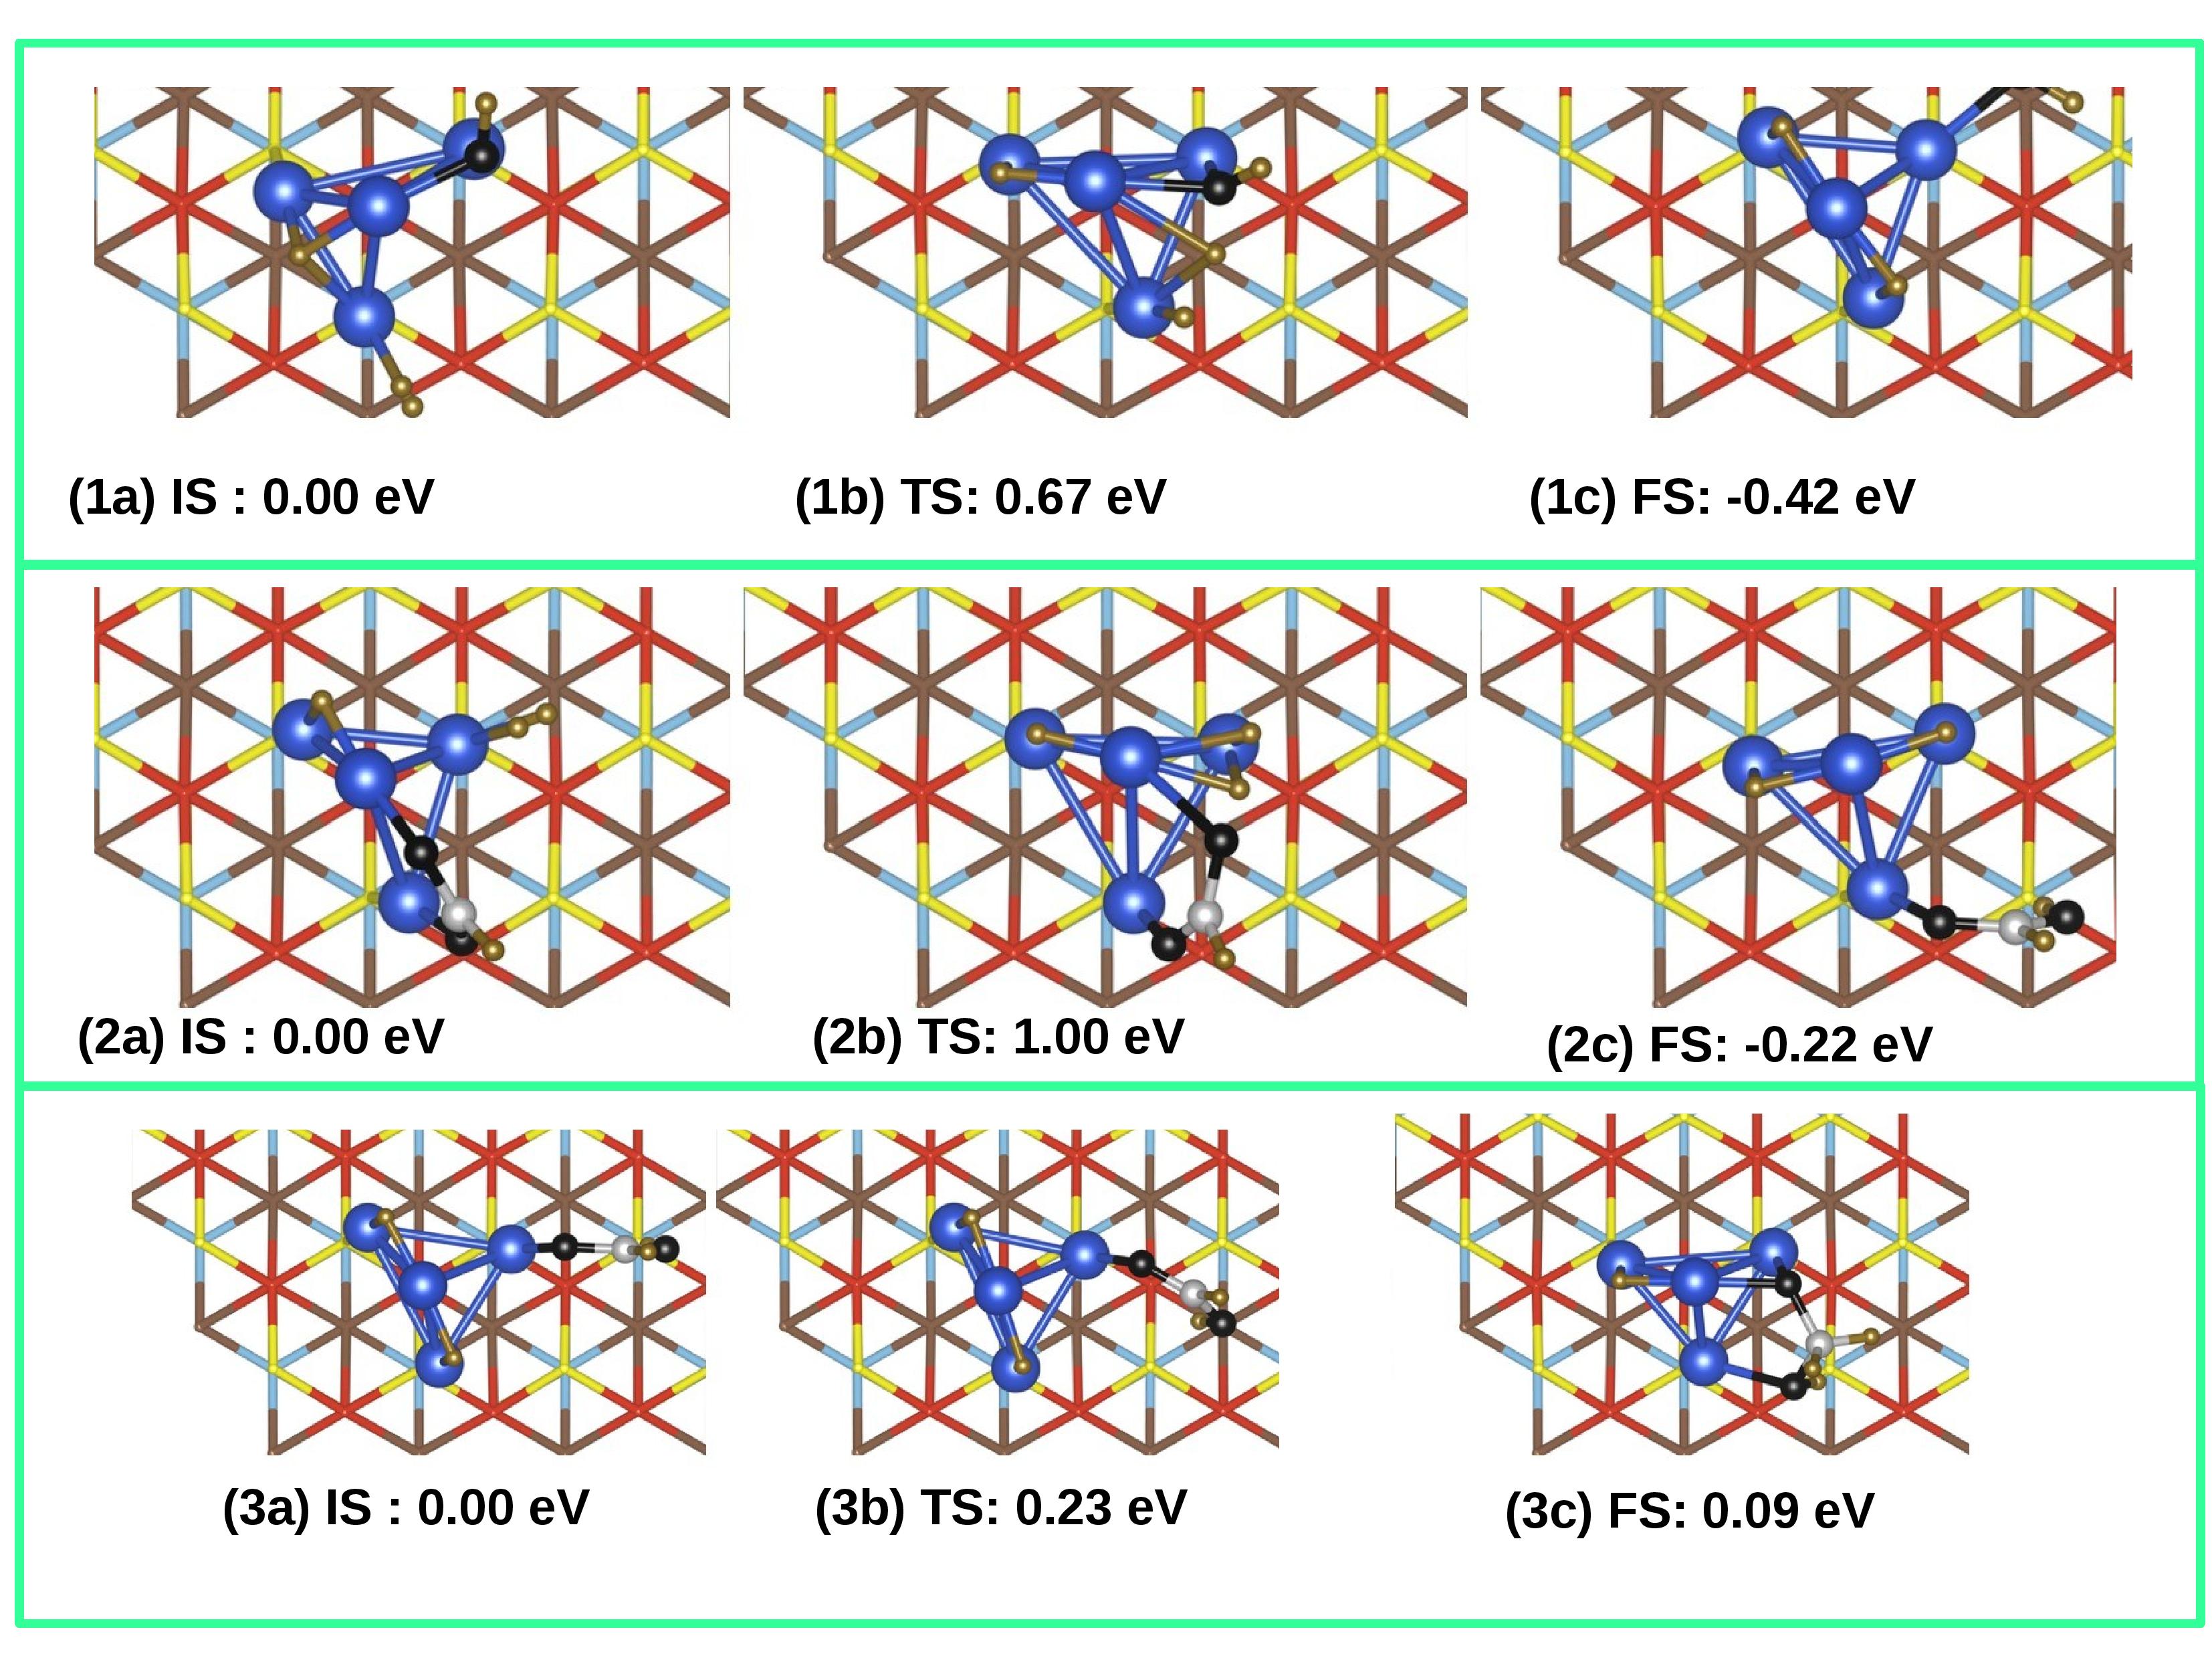 (1a) IS : 0.00 eV
(1b) TS: 0.67 eV
(1c) FS: -0.42 eV
(2a) IS : 0.00 eV
(2b) TS: 1.00 eV
(2c) FS: -0.22 eV
(3a) IS : 0.00 eV
(3b) TS: 0.23 eV
(3c) FS: 0.09 eV